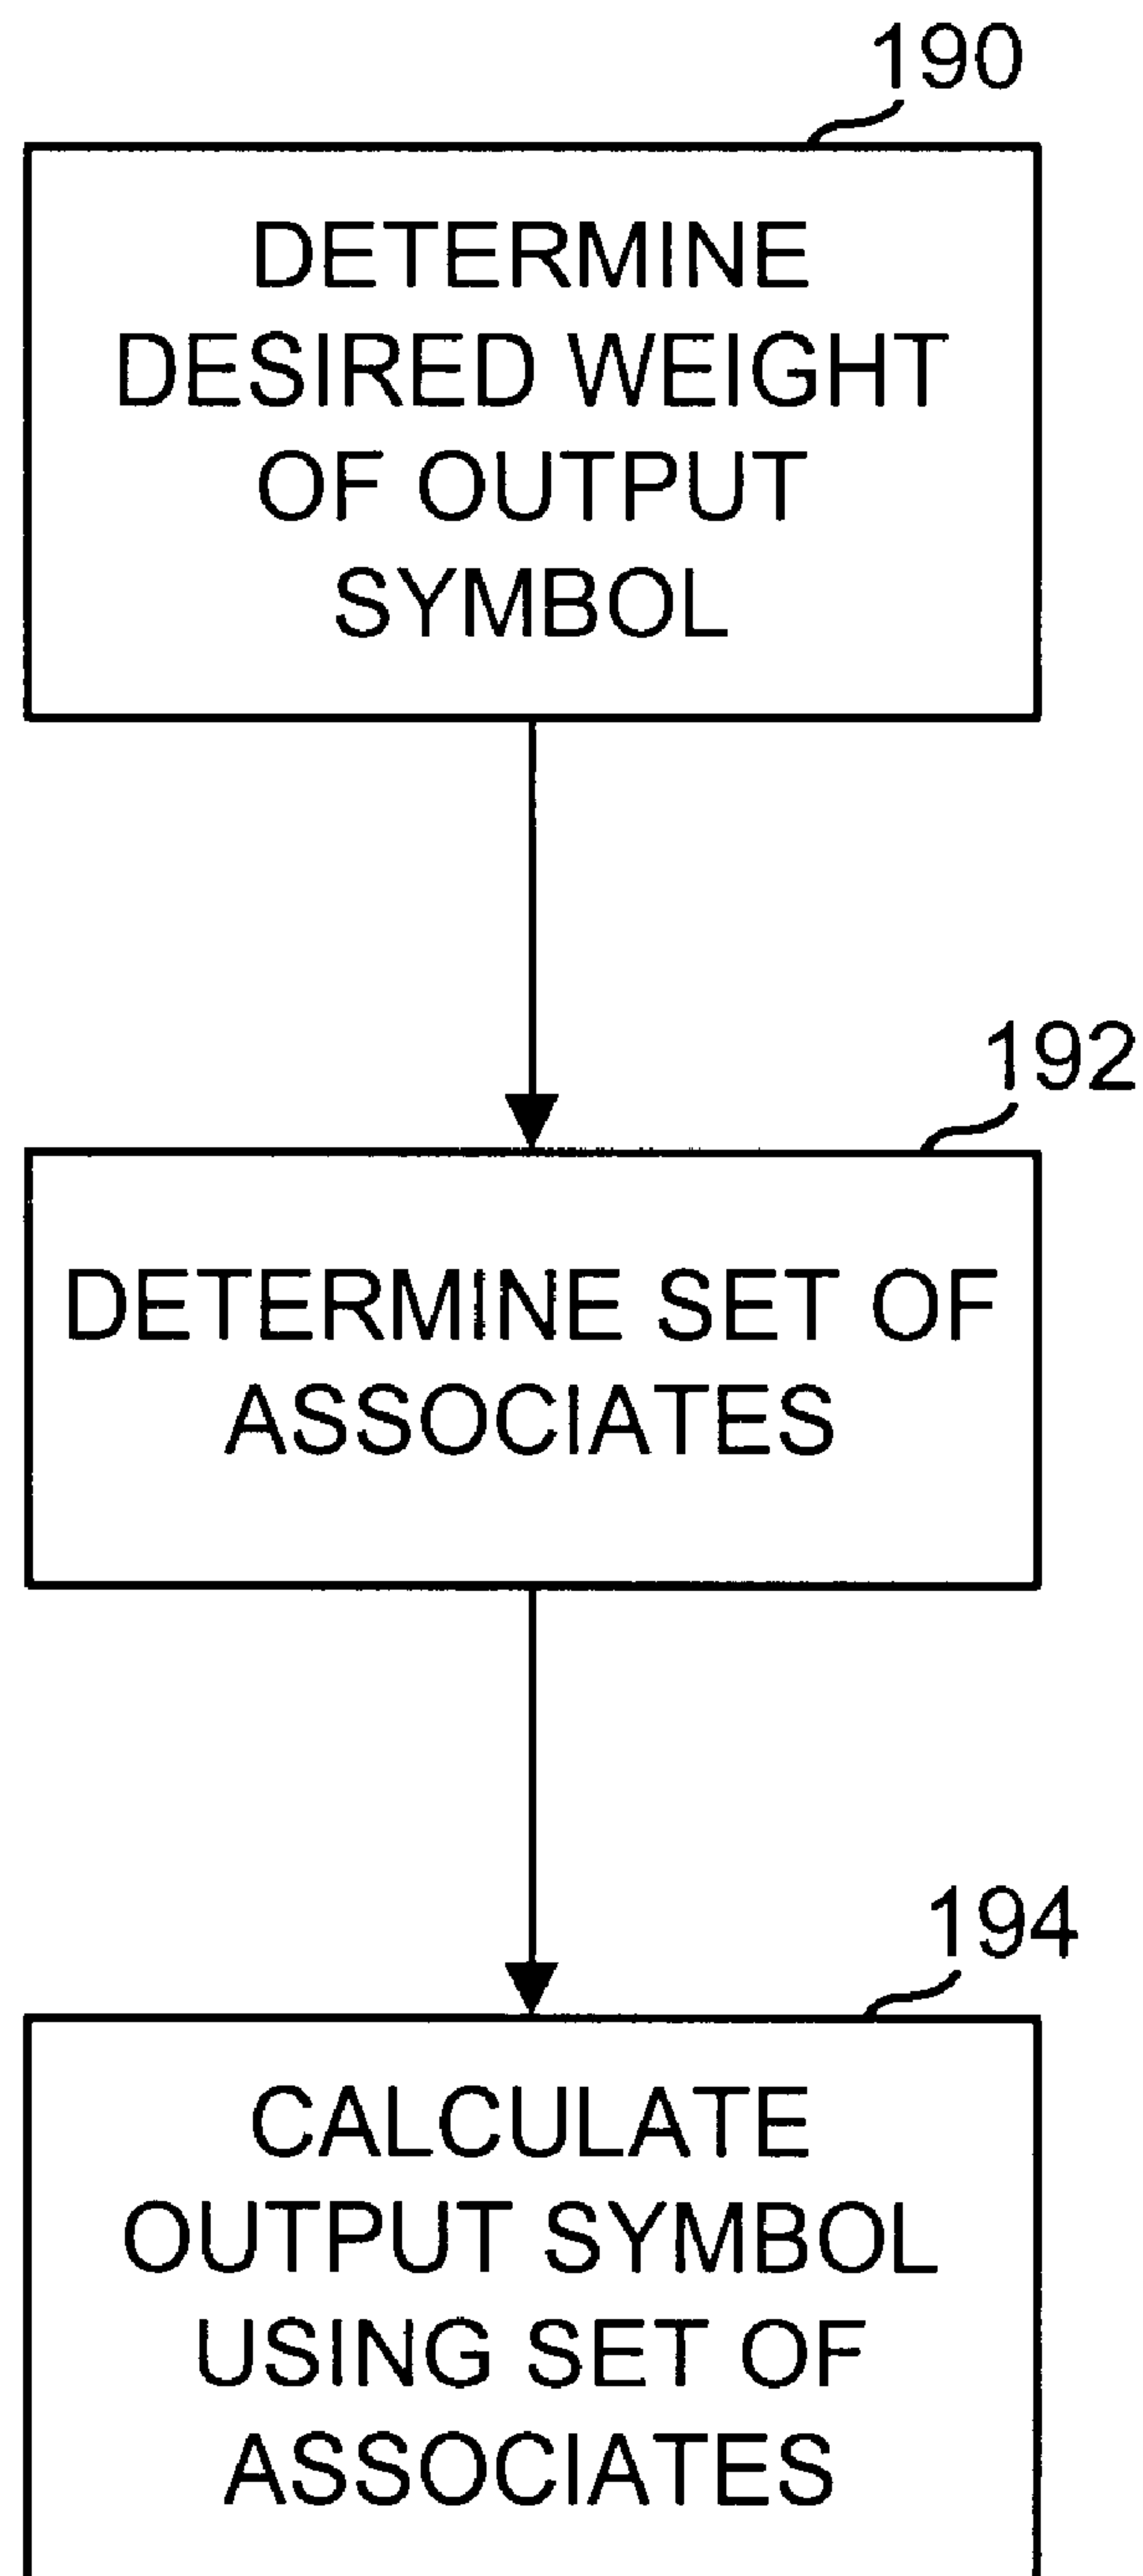 190
DETERMINE
DESIRED WEIGHT
OF OUTPUT
SYMBOL
192
DETERMINE SET OF
ASSOCIATES
194
CALCULATE
OUTPUT SYMBOL
USING SET OF
ASSOCIATES